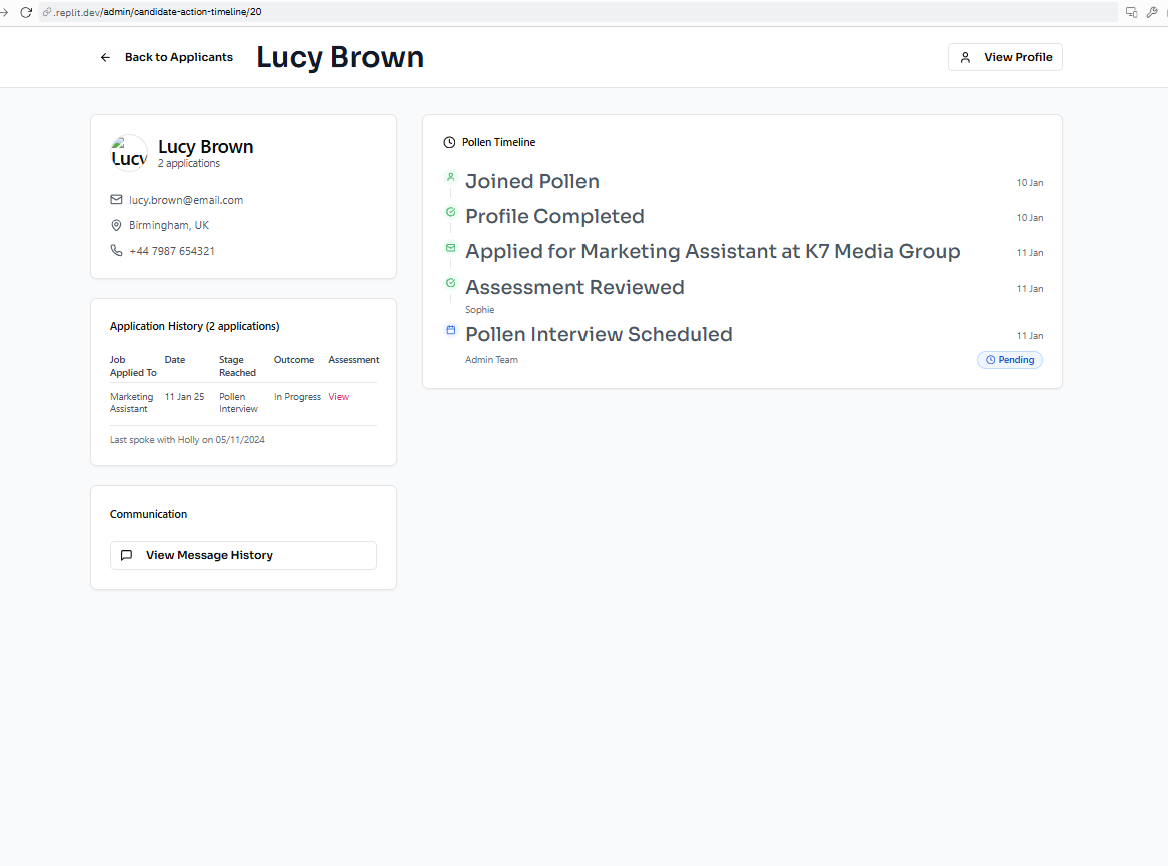 .replit.dev/admin/candidate-action-timeline/20
Back to Applicants
Lucy Brown
View Profile
Lucy
Lucy Brown
2 applications
lucy.brown@email.com
Birmingham, UK
+44 7987 654321
Application History (2 applications)
Job Applied To Date Stage Reached Outcome Assessment
Marketing Assistant 11 Jan 25 Pollen Interview In Progress View
Last spoke with Holly on 05/11/2024
Communication
View Message History
Pollen Timeline
Joined Pollen 10 Jan
Profile Completed 10 Jan
Applied for Marketing Assistant at K7 Media Group 11 Jan
Assessment Reviewed 11 Jan
Sophie
Pollen Interview Scheduled 11 Jan
Admin Team Pending